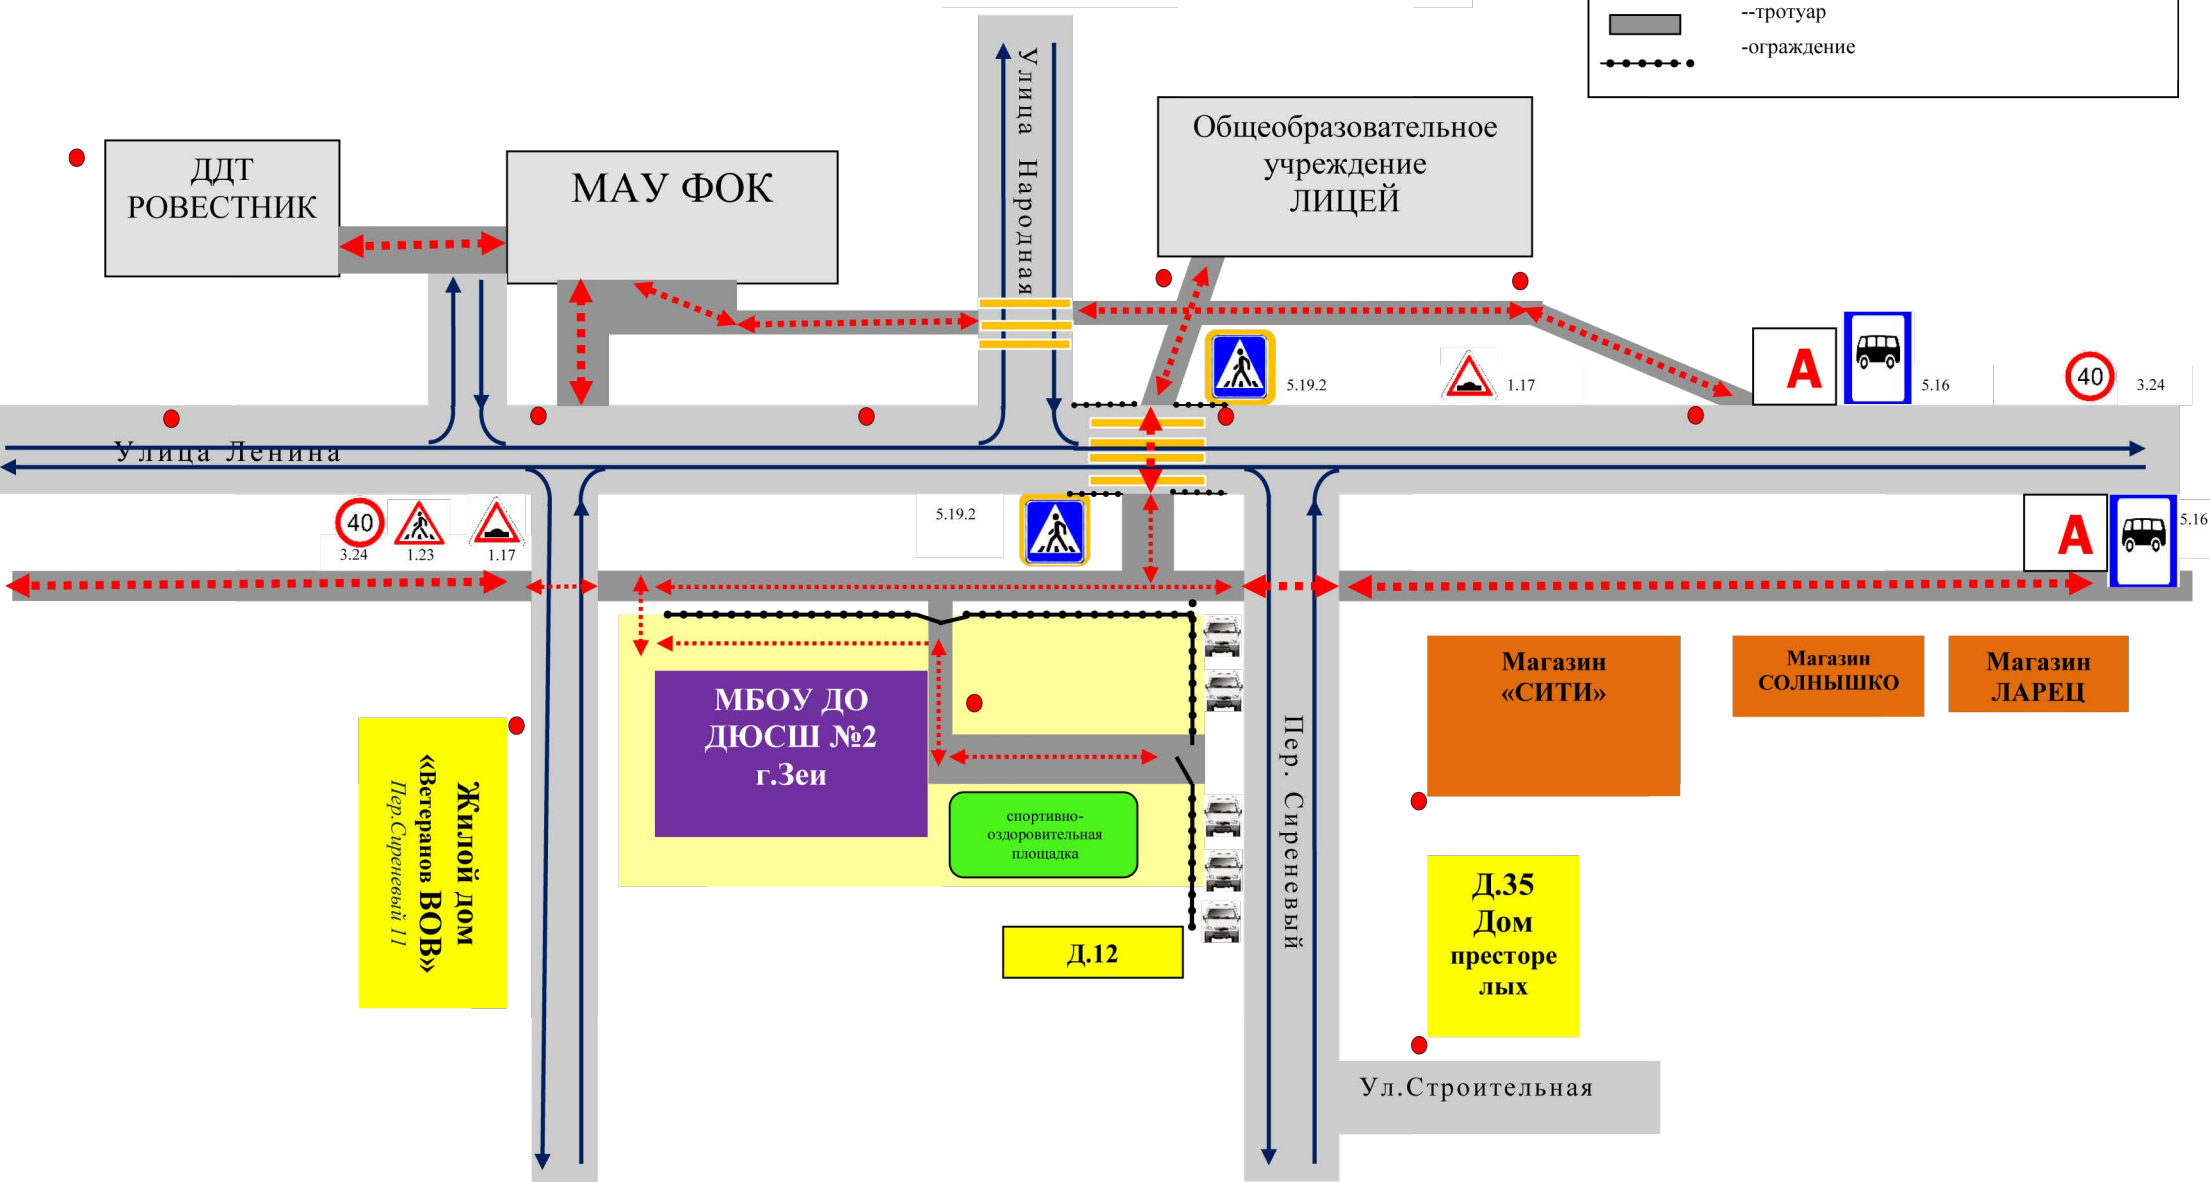 --тротуар
-ограждение
Улица Народная
Общеобразовательное
учреждение
ЛИЦЕЙ
ДДТ
РОВЕСТНИК
МАУ ФОК
5.19.2
1.17
А
5.16
40
3.24
Улица Ленина
40
3.24
1.23
1.17
5.19.2
А
5.16
МБОУ ДО
ДЮСШ №2
г.Зеи
Магазин
«СИТИ»
Магазин
СОЛНЫШКО
Магазин
ЛАРЕЦ
Жилой дом
«Ветеранов ВОВ»
Пер.Сиреневый 11
спортивно-
оздоровительная
площадка
Пер. Сиреневый
Д.12
Д.35
Дом
престоре
лых
Ул.Строительная